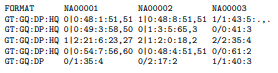 FORMAT NA00001 NA00002 NA00003
GT:GQ:DP:HQ 0|0:48:1:51,51 1|0:48:8:51,51 1/1:43:5:.,.
GT:GQ:DP:HQ 0|0:49:3:58,50 0|1:3:5:65,3 0/0:41:3
GT:GQ:DP:HQ 1|2:21:6:23,27 2|1:2:0:18,2 2/2:35:4
GT:GQ:DP:HQ 0|0:54:7:56,60 0|0:48:4:51,51 0/0:61:2
GT:GQ:DP 0/1:35:4 0/2:17:2 1/1:40:3